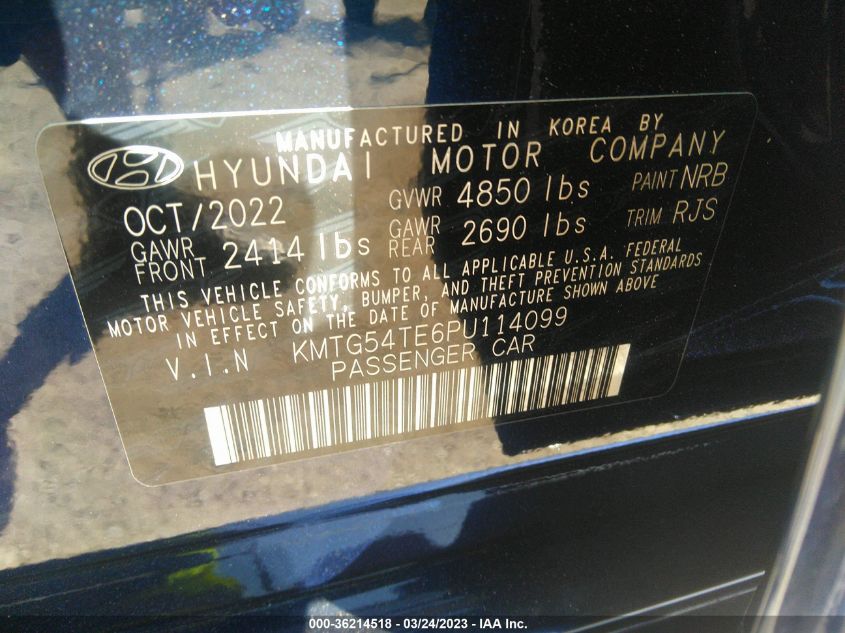 MANUFACTURED IN KOREA BY
HYUNDAI MOTOR COMPANY
OCT/2022 GVWR 4850 lbs PAINT NRB
GAWR FRONT 2414 lbs GAWR REAR 2690 lbs TRIM RJS
THIS VEHICLE CONFORMS TO ALL APPLICABLE U.S.A. FEDERAL
MOTOR VEHICLE SAFETY, BUMPER, AND THEFT PREVENTION STANDARDS
IN EFFECT ON THE DATE OF MANUFACTURE SHOWN ABOVE
V.I.N KMTG54TE6PU114099
PASSENGER CAR
000-36214518 - 03/24/2023 - IAA Inc.